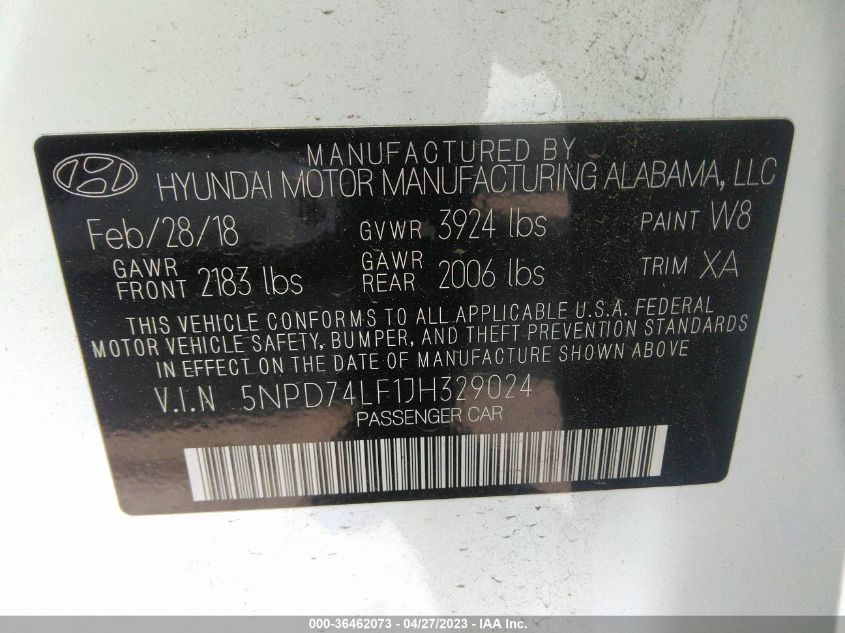 MANUFACTURED BY
HYUNDAI MOTOR MANUFACTURING ALABAMA, LLC
Feb/28/18 GVWR 3924 lbs PAINT W8
GAWR FRONT 2183 lbs GAWR REAR 2006 lbs TRIM XA
THIS VEHICLE CONFORMS TO ALL APPLICABLE U.S.A. FEDERAL
MOTOR VEHICLE SAFETY, BUMPER, AND THEFT PREVENTION STANDARDS
IN EFFECT ON THE DATE OF MANUFACTURE SHOWN ABOVE
V.I.N 5NPD74LF1JH329024
PASSENGER CAR
000-36462073 - 04/27/2023 - IAA Inc.